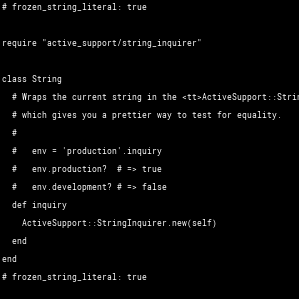 # frozen_string_literal: true
require "active_support/string_inquirer"
class String
# Wraps the current string in the <tt>ActiveSupport::Strin
# which gives you a prettier way to test for equality.
#
#   env = 'production'.inquiry
#   env.production?  # => true
#   env.development? # => false
def inquiry
ActiveSupport::StringInquirer.new(self)
end
end
# frozen_string_literal: true